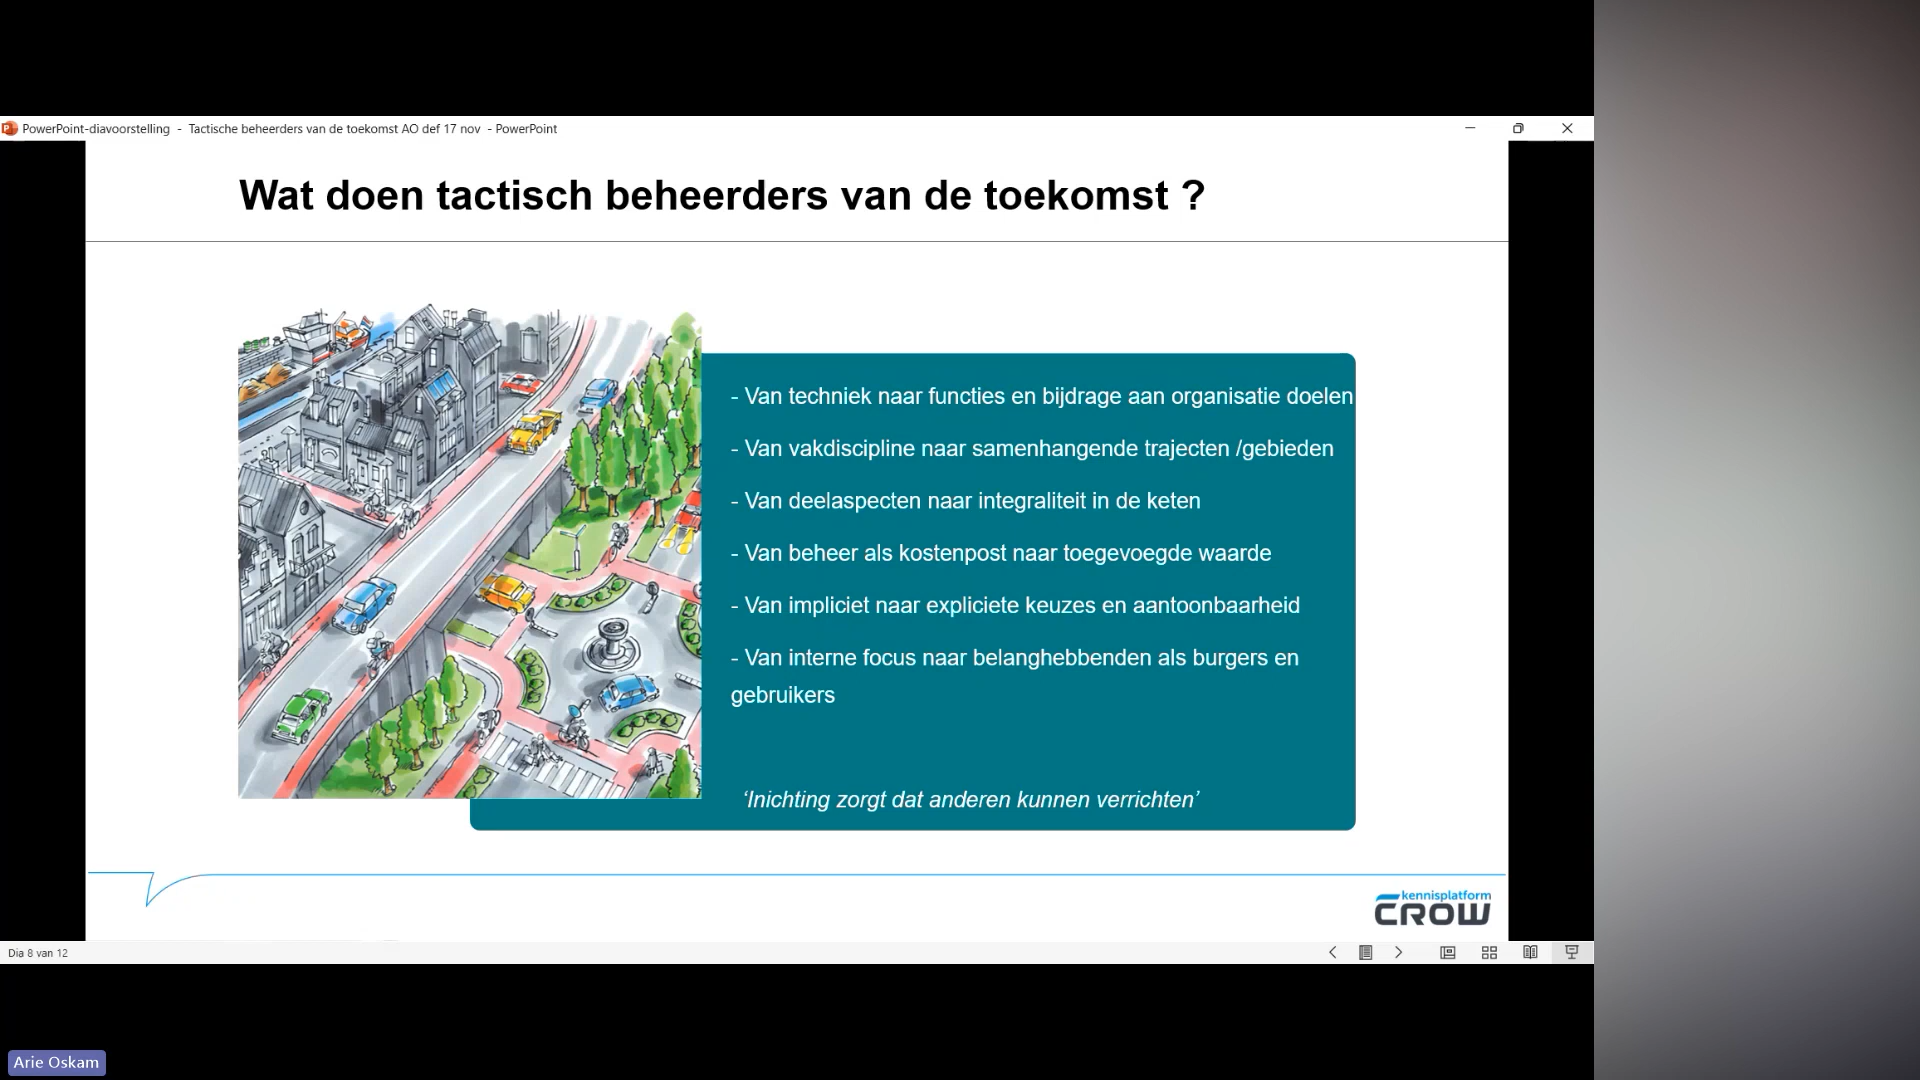 PowerPoint-diavoorstelling - Tactische beheerders van de toekomst AO def 17 nov - PowerPoint
Wat doen tactisch beheerders van de toekomst ?
- Van techniek naar functies en bijdrage aan organisatie doelen
- Van vakdiscipline naar samenhangende trajecten /gebieden
- Van deelaspecten naar integraliteit in de keten
- Van beheer als kostenpost naar toegevoegde waarde
- Van impliciet naar expliciete keuzes en aantoonbaarheid
- Van interne focus naar belanghebbenden als burgers en
gebruikers
‘Inichting zorgt dat anderen kunnen verrichten’
kennisplatform
CROW
Dia 8 van 12
Arie Oskam